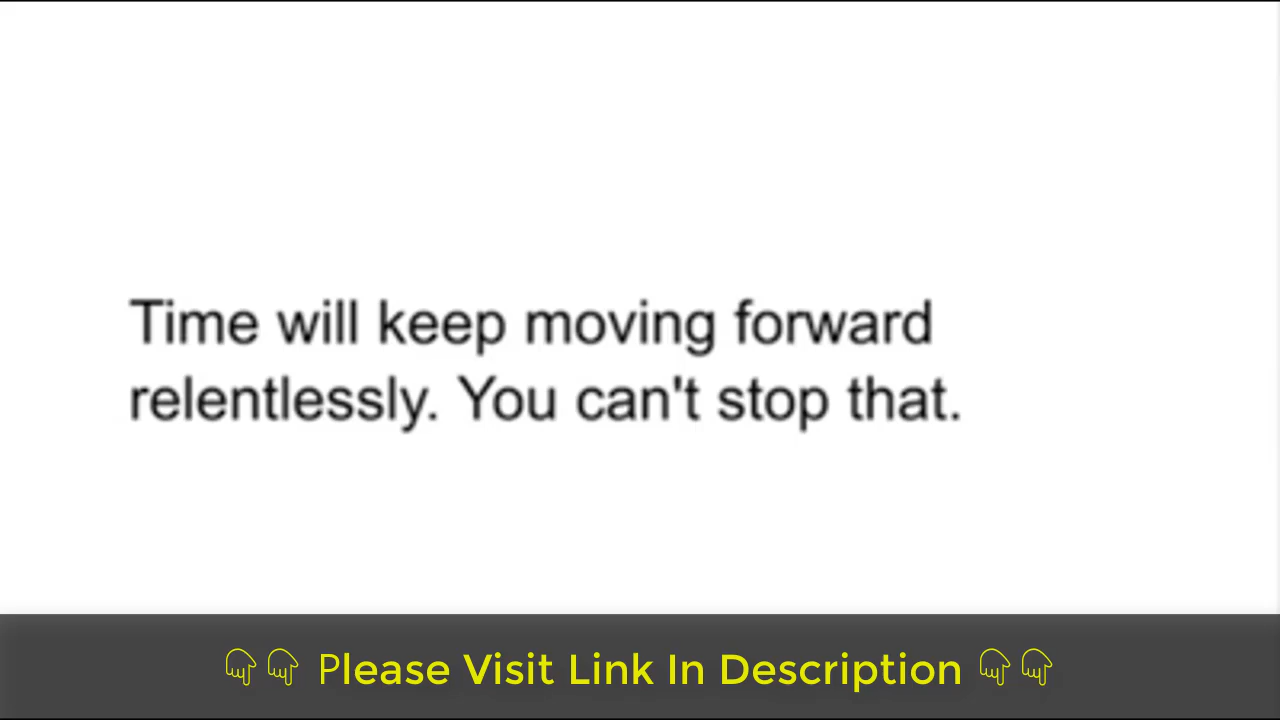 Time will keep moving forward
relentlessly. You can't stop that.
👇👇 Please Visit Link In Description 👇👇